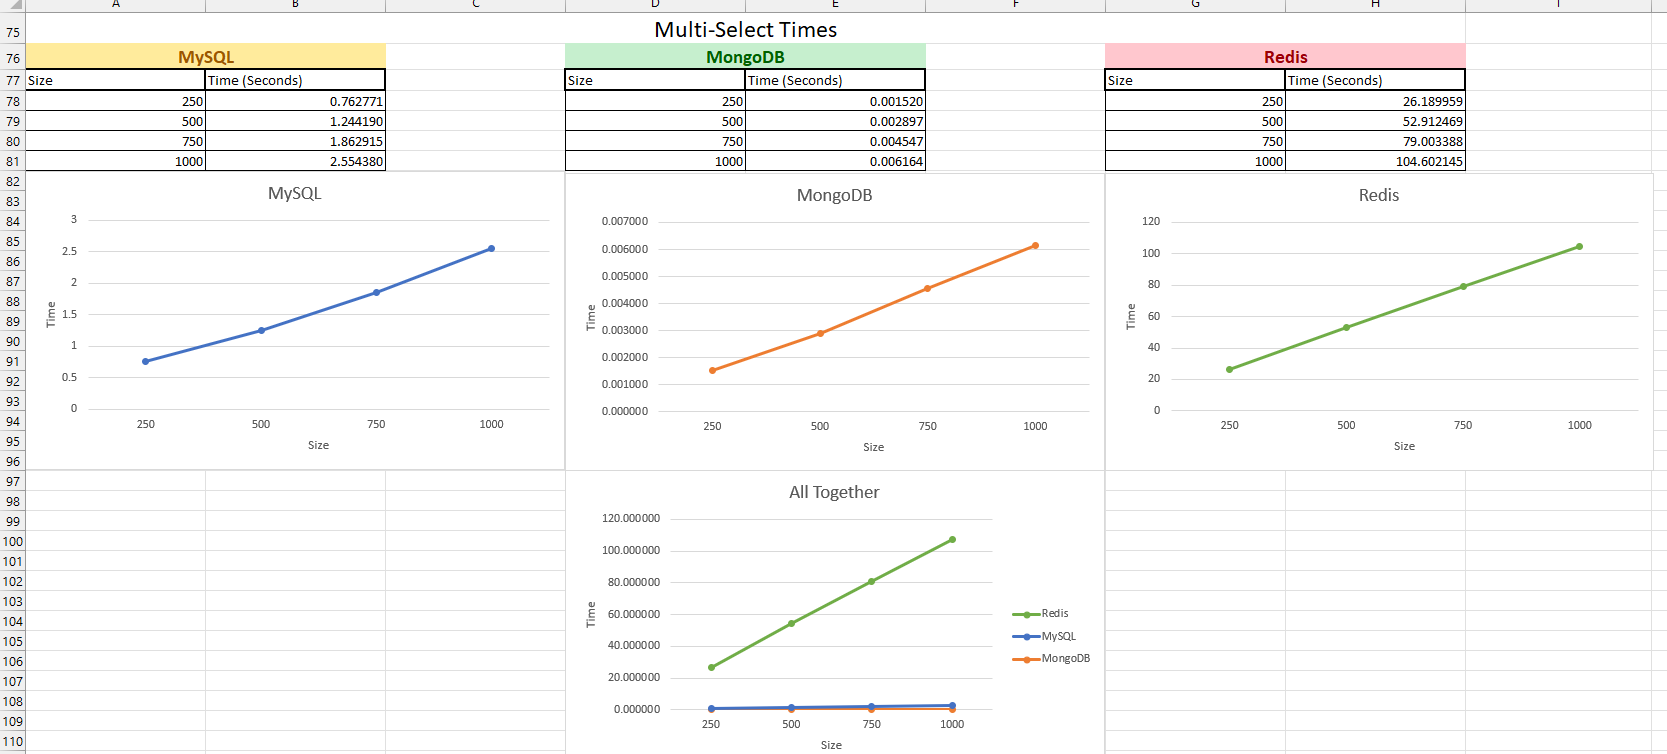 A B C D E F G H I
75 Multi-Select Times
76 MySQL MongoDB Redis
77 Size Time (Seconds) Size Time (Seconds) Size Time (Seconds)
78 250 0.762771 250 0.001520 250 26.189959
79 500 1.244190 500 0.002897 500 52.912469
80 750 1.862915 750 0.004547 750 79.003388
81 1000 2.554380 1000 0.006164 1000 104.602145
82
83
84
85
86
87
88
89
90
91
92
93
94
95
96
97
98
99
100
101
102
103
104
105
106
107
108
109
110
MySQL
3
2.5
2
1.5
1
0.5
0
Time
250 500 750 1000
Size
MongoDB
0.007000
0.006000
0.005000
0.004000
0.003000
0.002000
0.001000
0.000000
Time
250 500 750 1000
Size
Redis
120
100
80
60
40
20
0
Time
250 500 750 1000
Size
All Together
120.000000
100.000000
80.000000
60.000000
40.000000
20.000000
0.000000
Time
250 500 750 1000
Size
Redis
MySQL
MongoDB